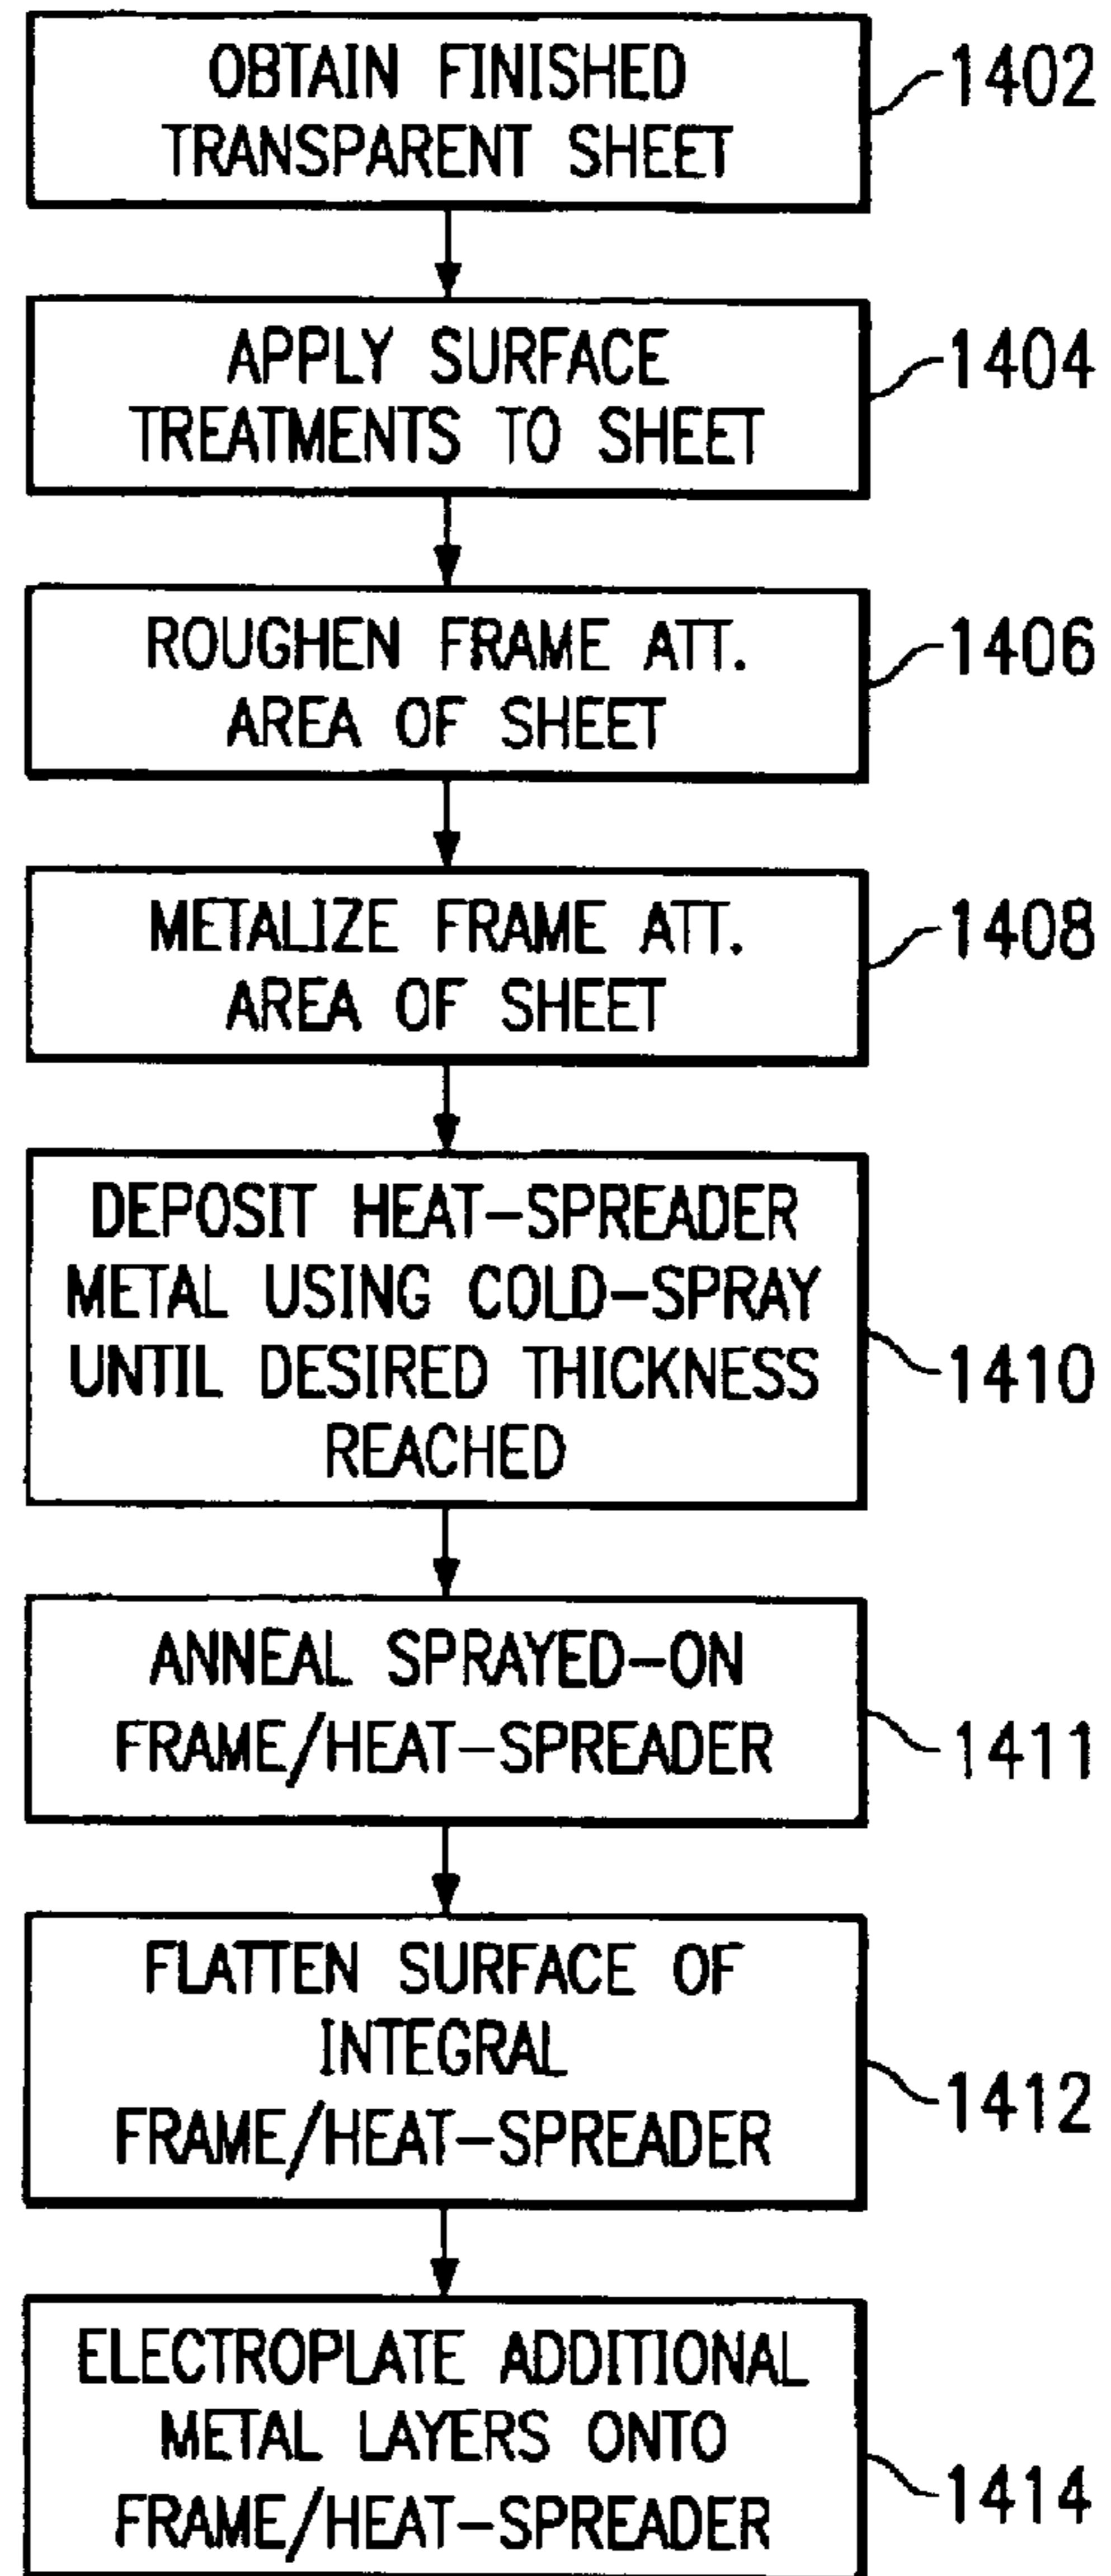 OBTAIN FINISHED
TRANSPARENT SHEET
1402
APPLY SURFACE
TREATMENTS TO SHEET
1404
ROUGHEN FRAME ATT.
AREA OF SHEET
1406
METALIZE FRAME ATT.
AREA OF SHEET
1408
DEPOSIT HEAT-SPREADER
METAL USING COLD-SPRAY
UNTIL DESIRED THICKNESS
REACHED
1410
ANNEAL SPRAYED-ON
FRAME/HEAT-SPREADER
1411
FLATTEN SURFACE OF
INTEGRAL
FRAME/HEAT-SPREADER
1412
ELECTROPLATE ADDITIONAL
METAL LAYERS ONTO
FRAME/HEAT-SPREADER
1414